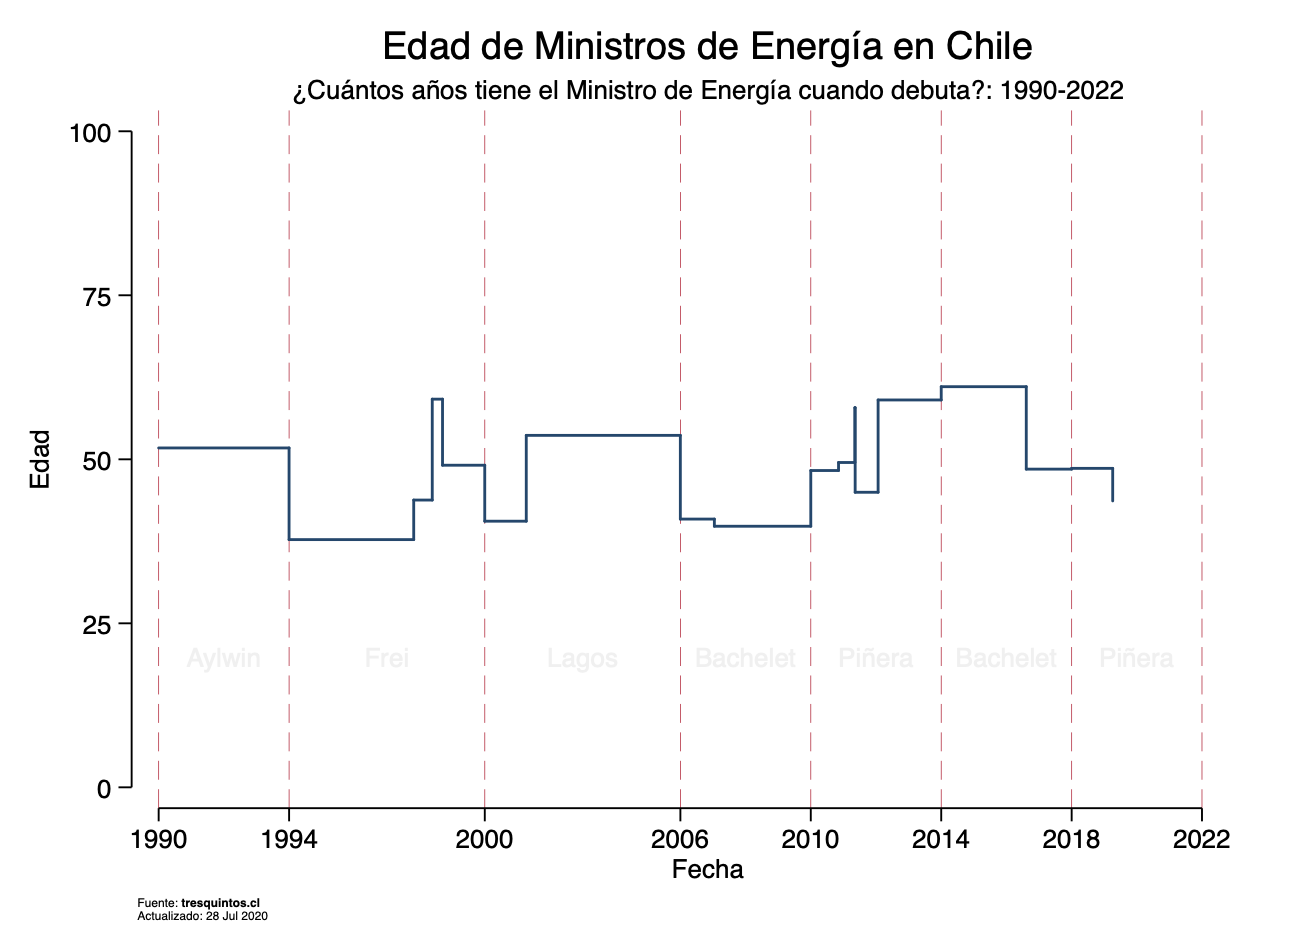 Edad de Ministros de Energía en Chile
¿Cuántos años tiene el Ministro de Energía cuando debuta?: 1990-2022
100
75
50
25
0
Edad
Aylwin Frei Lagos Bachelet Piñera Bachelet Piñera
1990 1994 2000 2006 2010 2014 2018 2022
Fecha
Fuente: tresquintos.cl
Actualizado: 28 Jul 2020